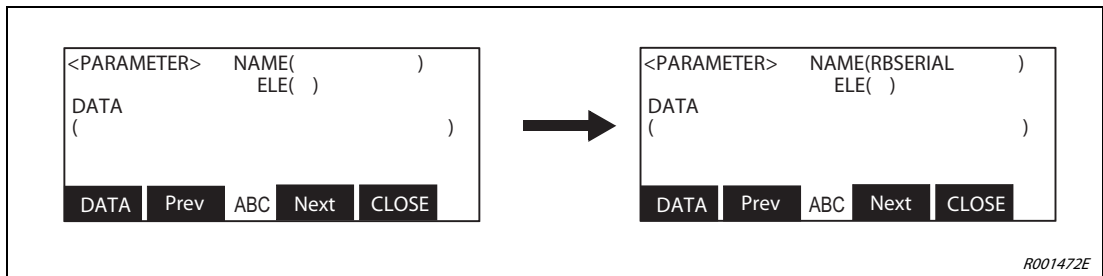 <PARAMETER> NAME( )
ELE( )
DATA
( )
DATA Prev ABC Next CLOSE
<PARAMETER> NAME(RBSERIAL )
ELE( )
DATA
( )
DATA Prev ABC Next CLOSE
R001472E